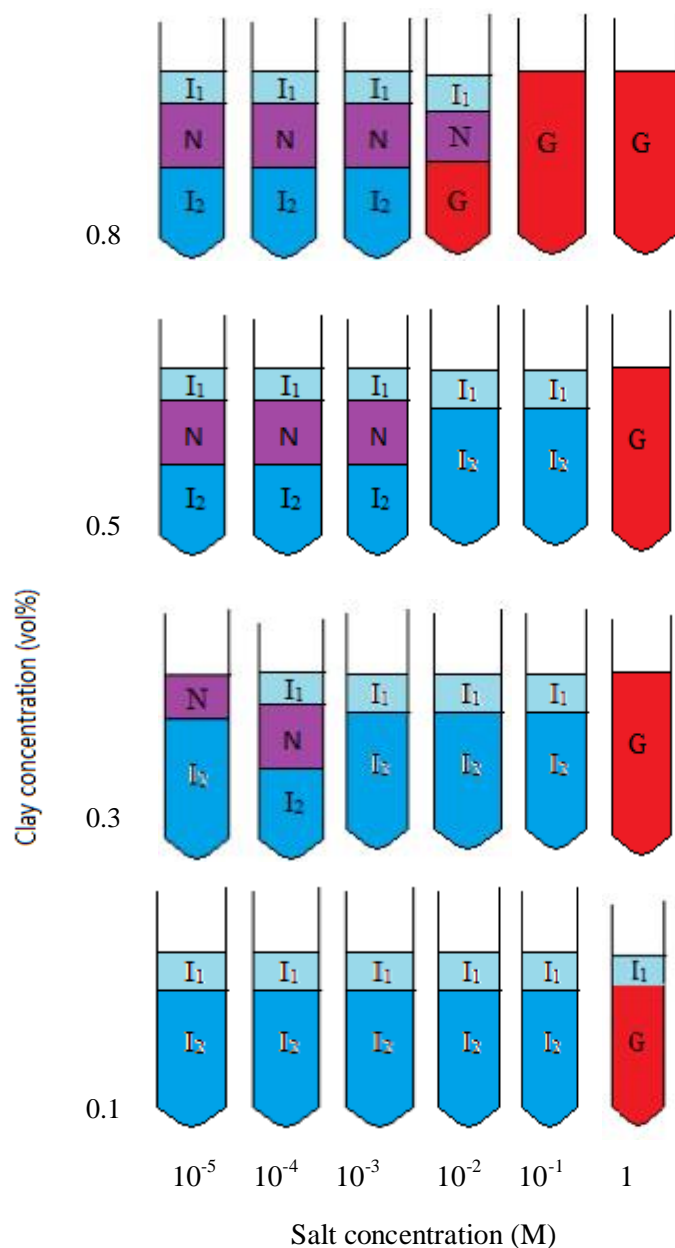 I₁ I₁ I₁ I₁
N N N N G G
I₂ I₂ I₂ G
0.8
I₁ I₁ I₁ I₁ I₁
N N N I₂ I₂ G
I₂ I₂ I₂
0.5
Clay concentration (vol%)
N I₁ I₁ I₁ I₁
I₂ N I₂ I₂ I₂ G
I₂
0.3
I₁ I₁ I₁ I₁ I₁ I₁
I₂ I₂ I₂ I₂ I₂ G
0.1
10⁻⁵ 10⁻⁴ 10⁻³ 10⁻² 10⁻¹ 1
Salt concentration (M)